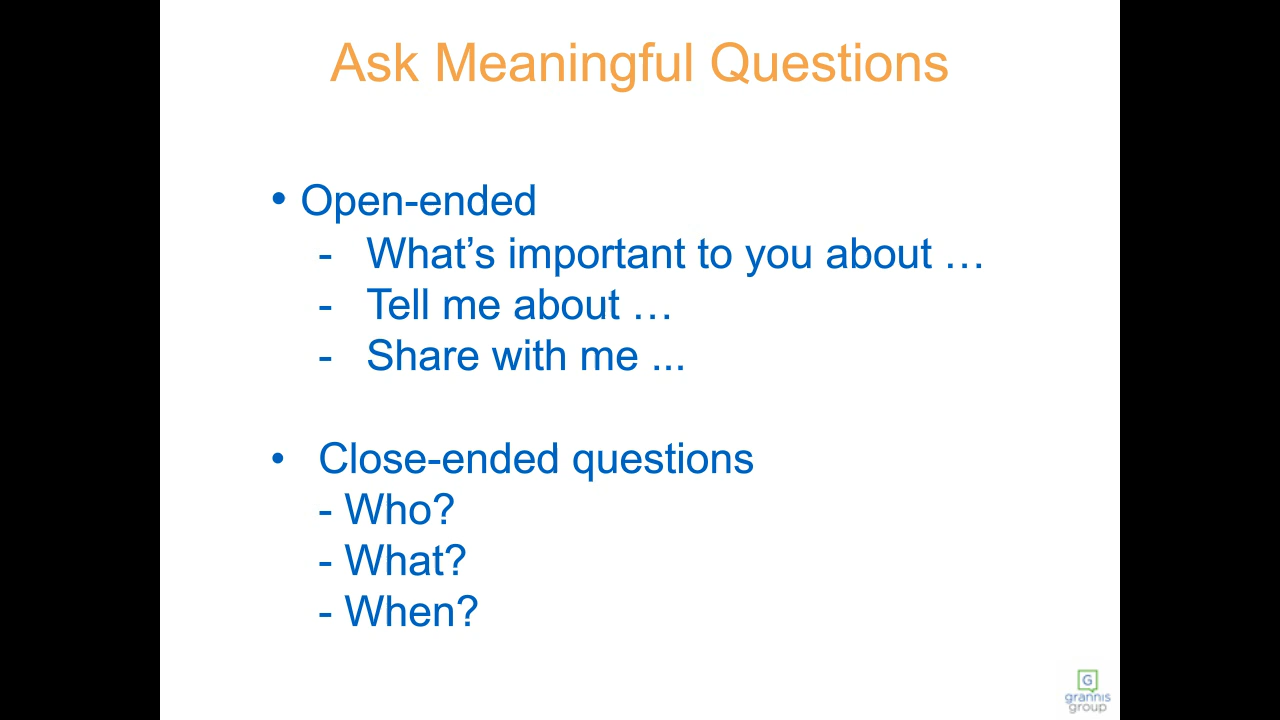 Ask Meaningful Questions
• Open-ended
- What’s important to you about …
- Tell me about …
- Share with me ...
• Close-ended questions
- Who?
- What?
- When?
G
grannis
group